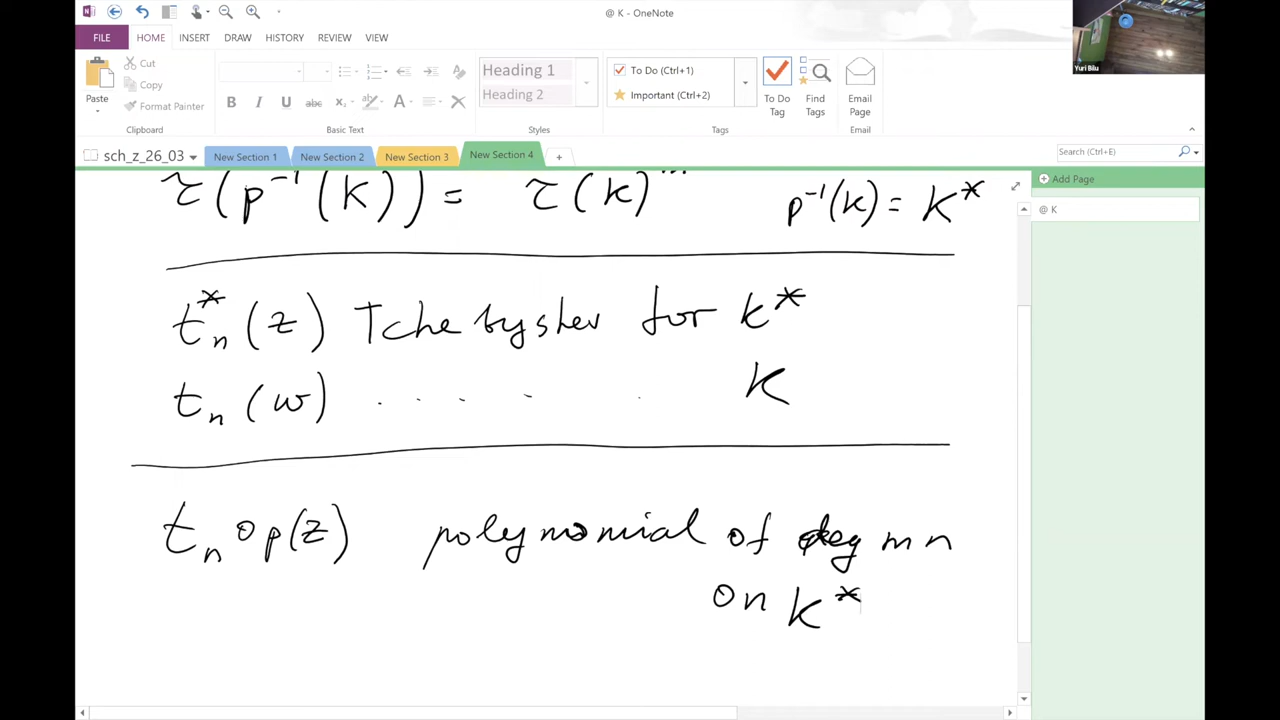 @ K - OneNote
FILE HOME INSERT DRAW HISTORY REVIEW VIEW
Yuri Bilu
Paste
Cut
Copy
Format Painter
Clipboard
B I U
Basic Text
Heading 1
Heading 2
Styles
To Do (Ctrl+1)
Important (Ctrl+2)
To Do Tag
Find Tags
Tags
Email Page
Email
sch_z_26_03 New Section 1 New Section 2 New Section 3 New Section 4
Search (Ctrl+E)
Add Page
@ K
τ(p⁻¹(K)) = τ(K) p⁻¹(K) = K*
t*ₙ(z) Tchebyshev for K*
tₙ(w) . . . . . K
tₙ∘p(z) polynomial of deg mn
on K*